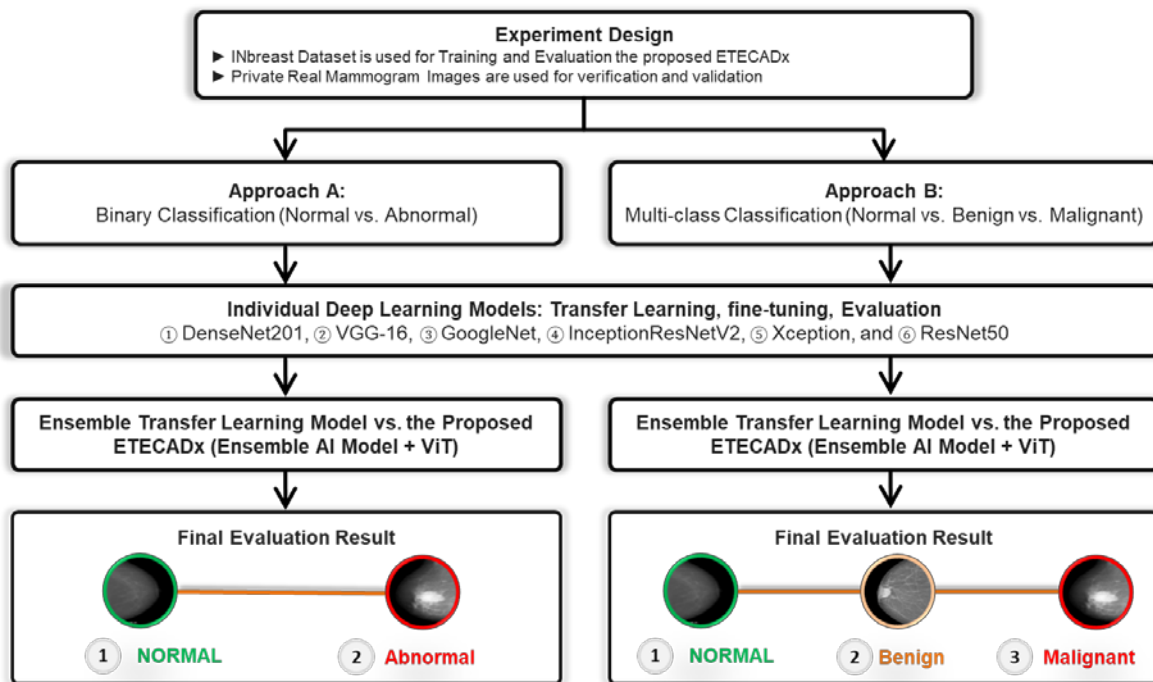 Experiment Design
► INbreast Dataset is used for Training and Evaluation the proposed ETECADx
► Private Real Mammogram Images are used for verification and validation
Approach A:
Binary Classification (Normal vs. Abnormal)
Approach B:
Multi-class Classification (Normal vs. Benign vs. Malignant)
Individual Deep Learning Models: Transfer Learning, fine-tuning, Evaluation
① DenseNet201, ② VGG-16, ③ GoogleNet, ④ InceptionResNetV2, ⑤ Xception, and ⑥ ResNet50
Ensemble Transfer Learning Model vs. the Proposed
ETECADx (Ensemble AI Model + ViT)
Ensemble Transfer Learning Model vs. the Proposed
ETECADx (Ensemble AI Model + ViT)
Final Evaluation Result
1 NORMAL
2 Abnormal
Final Evaluation Result
1 NORMAL
2 Benign
3 Malignant